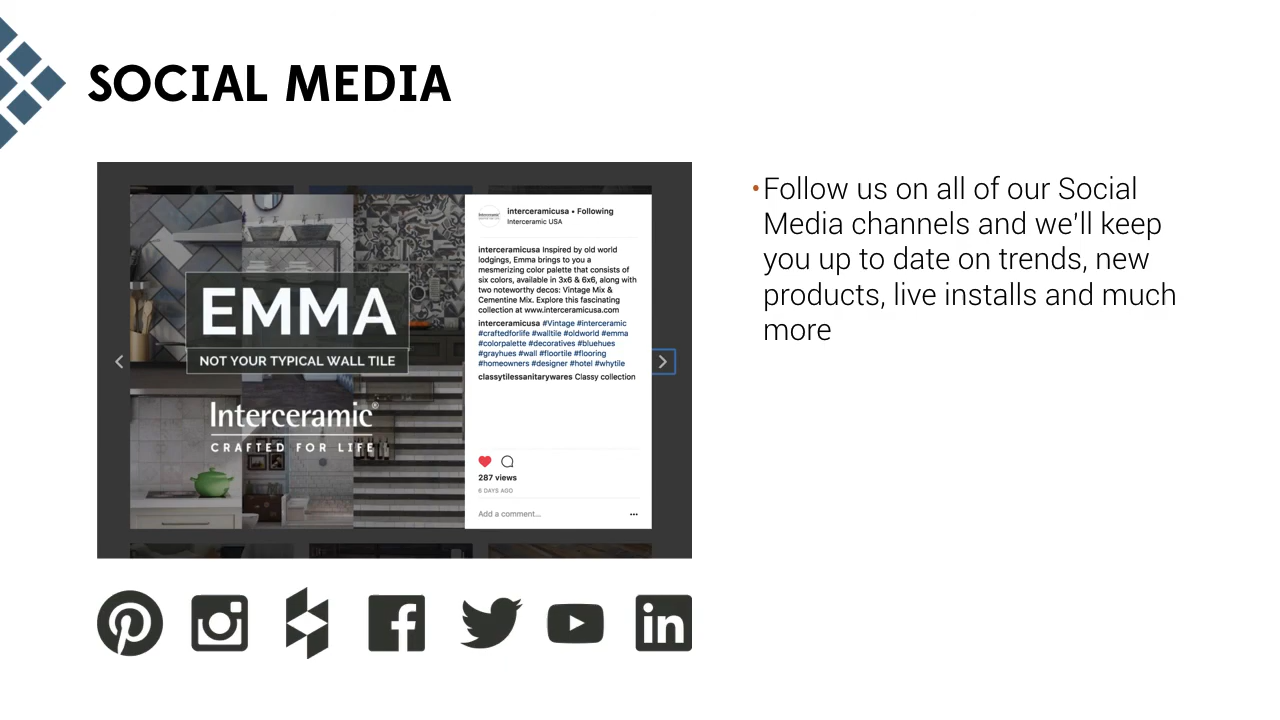 SOCIAL MEDIA
EMMA
NOT YOUR TYPICAL WALL TILE
Interceramic®
CRAFTED FOR LIFE
interceramicusa • Following
Interceramic USA
interceramicusa Inspired by old world
lodgings, Emma brings to you a
mesmerizing color palette that consists of
six colors, available in 3x6 & 6x6, along with
two noteworthy decos: Vintage Mix &
Cementine Mix. Explore this fascinating
collection at www.interceramicusa.com
interceramicusa #Vintage #interceramic
#craftedforlife #walltile #oldworld #emma
#colorpalette #decoratives #bluehues
#grayhues #wall #floortile #flooring
#homeowners #designer #hotel #whytile
classytilessanitarywares Classy collection
287 views
6 DAYS AGO
Add a comment...
•Follow us on all of our Social
Media channels and we'll keep
you up to date on trends, new
products, live installs and much
more